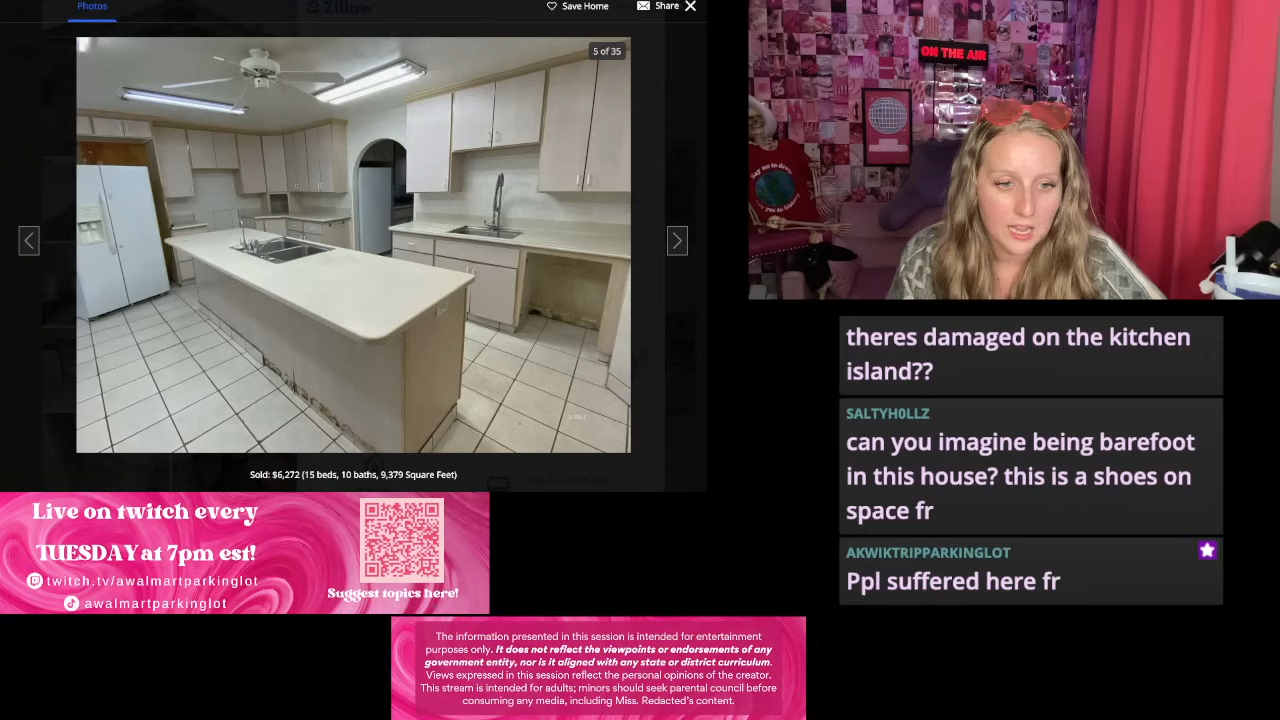 Photos
Zillow
Save Home
Share
5 of 35
Sold: $6,272 (15 beds, 10 baths, 9,379 Square Feet)
ON THE AIR
Say no to drugs
theres damaged on the kitchen
island??
SALTYH0LLZ
can you imagine being barefoot
in this house? this is a shoes on
space fr
AKWIKTRIPPARKINGLOT
Ppl suffered here fr
Live on twitch every
TUESDAY at 7pm est!
twitch.tv/awalmartparkinglot
awalmartparkinglot
Suggest topics here!
The information presented in this session is intended for entertainment
purposes only. It does not reflect the viewpoints or endorsements of any
government entity, nor is it aligned with any state or district curriculum.
Views expressed in this session reflect the personal opinions of the creator.
This stream is intended for adults; minors should seek parental council before
consuming any media, including Miss. Redacted's content.